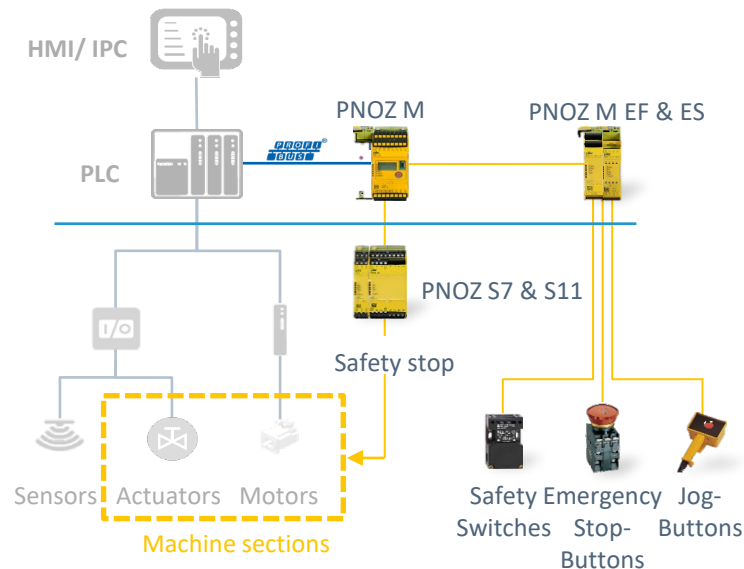 HMI/ IPC
PNOZ M
PNOZ M EF & ES
PROFI
BUS
®
PLC
PNOZ S7 & S11
I/O
Safety stop
Sensors
Actuators
Motors
Machine sections
Safety
Switches
Emergency
Stop-
Buttons
Jog-
Buttons